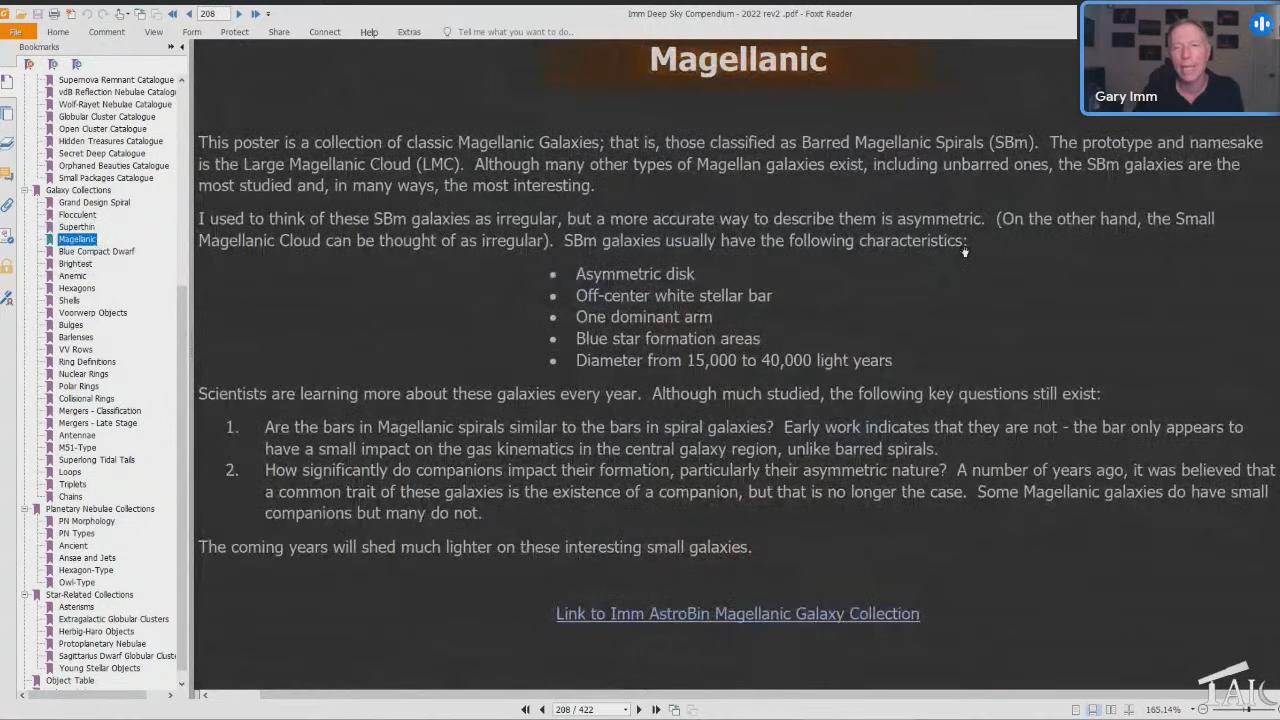 208
Imm Deep Sky Compendium - 2022 rev2 .pdf - Foxit Reader
File Home Comment View Form Protect Share Connect Help Extras Tell me what you want to do..
Bookmarks
Supernova Remnant Catalogue
vdB Reflection Nebulae Catalogu
Wolf-Rayet Nebulae Catalogue
Globular Cluster Catalogue
Open Cluster Catalogue
Hidden Treasures Catalogue
Secret Deep Catalogue
Orphaned Beauties Catalogue
Small Packages Catalogue
Galaxy Collections
Grand Design Spiral
Flocculent
Superthin
Magellanic
Blue Compact Dwarf
Brightest
Anemic
Hexagons
Shells
Voorwerp Objects
Bulges
Barlenses
VV Rows
Ring Definitions
Nuclear Rings
Polar Rings
Collisional Rings
Mergers - Classification
Mergers - Late Stage
Antennae
M51-Type
Superlong Tidal Tails
Loops
Triplets
Chains
Planetary Nebulae Collections
PN Morphology
PN Types
Ancient
Ansae and Jets
Hexagon-Type
Owl-Type
Star-Related Collections
Asterisms
Extragalactic Globular Clusters
Herbig-Haro Objects
Protoplanetary Nebulae
Sagittarius Dwarf Globular Cluste
Young Stellar Objects
Object Table
Magellanic
Gary Imm
This poster is a collection of classic Magellanic Galaxies; that is, those classified as Barred Magellanic Spirals (SBm). The prototype and namesake
is the Large Magellanic Cloud (LMC). Although many other types of Magellan galaxies exist, including unbarred ones, the SBm galaxies are the
most studied and, in many ways, the most interesting.
I used to think of these SBm galaxies as irregular, but a more accurate way to describe them is asymmetric. (On the other hand, the Small
Magellanic Cloud can be thought of as irregular). SBm galaxies usually have the following characteristics:
• Asymmetric disk
• Off-center white stellar bar
• One dominant arm
• Blue star formation areas
• Diameter from 15,000 to 40,000 light years
Scientists are learning more about these galaxies every year. Although much studied, the following key questions still exist:
1. Are the bars in Magellanic spirals similar to the bars in spiral galaxies? Early work indicates that they are not - the bar only appears to
have a small impact on the gas kinematics in the central galaxy region, unlike barred spirals.
2. How significantly do companions impact their formation, particularly their asymmetric nature? A number of years ago, it was believed that
a common trait of these galaxies is the existence of a companion, but that is no longer the case. Some Magellanic galaxies do have small
companions but many do not.
The coming years will shed much lighter on these interesting small galaxies.
Link to Imm AstroBin Magellanic Galaxy Collection
TAIC
208 / 422
165.14%